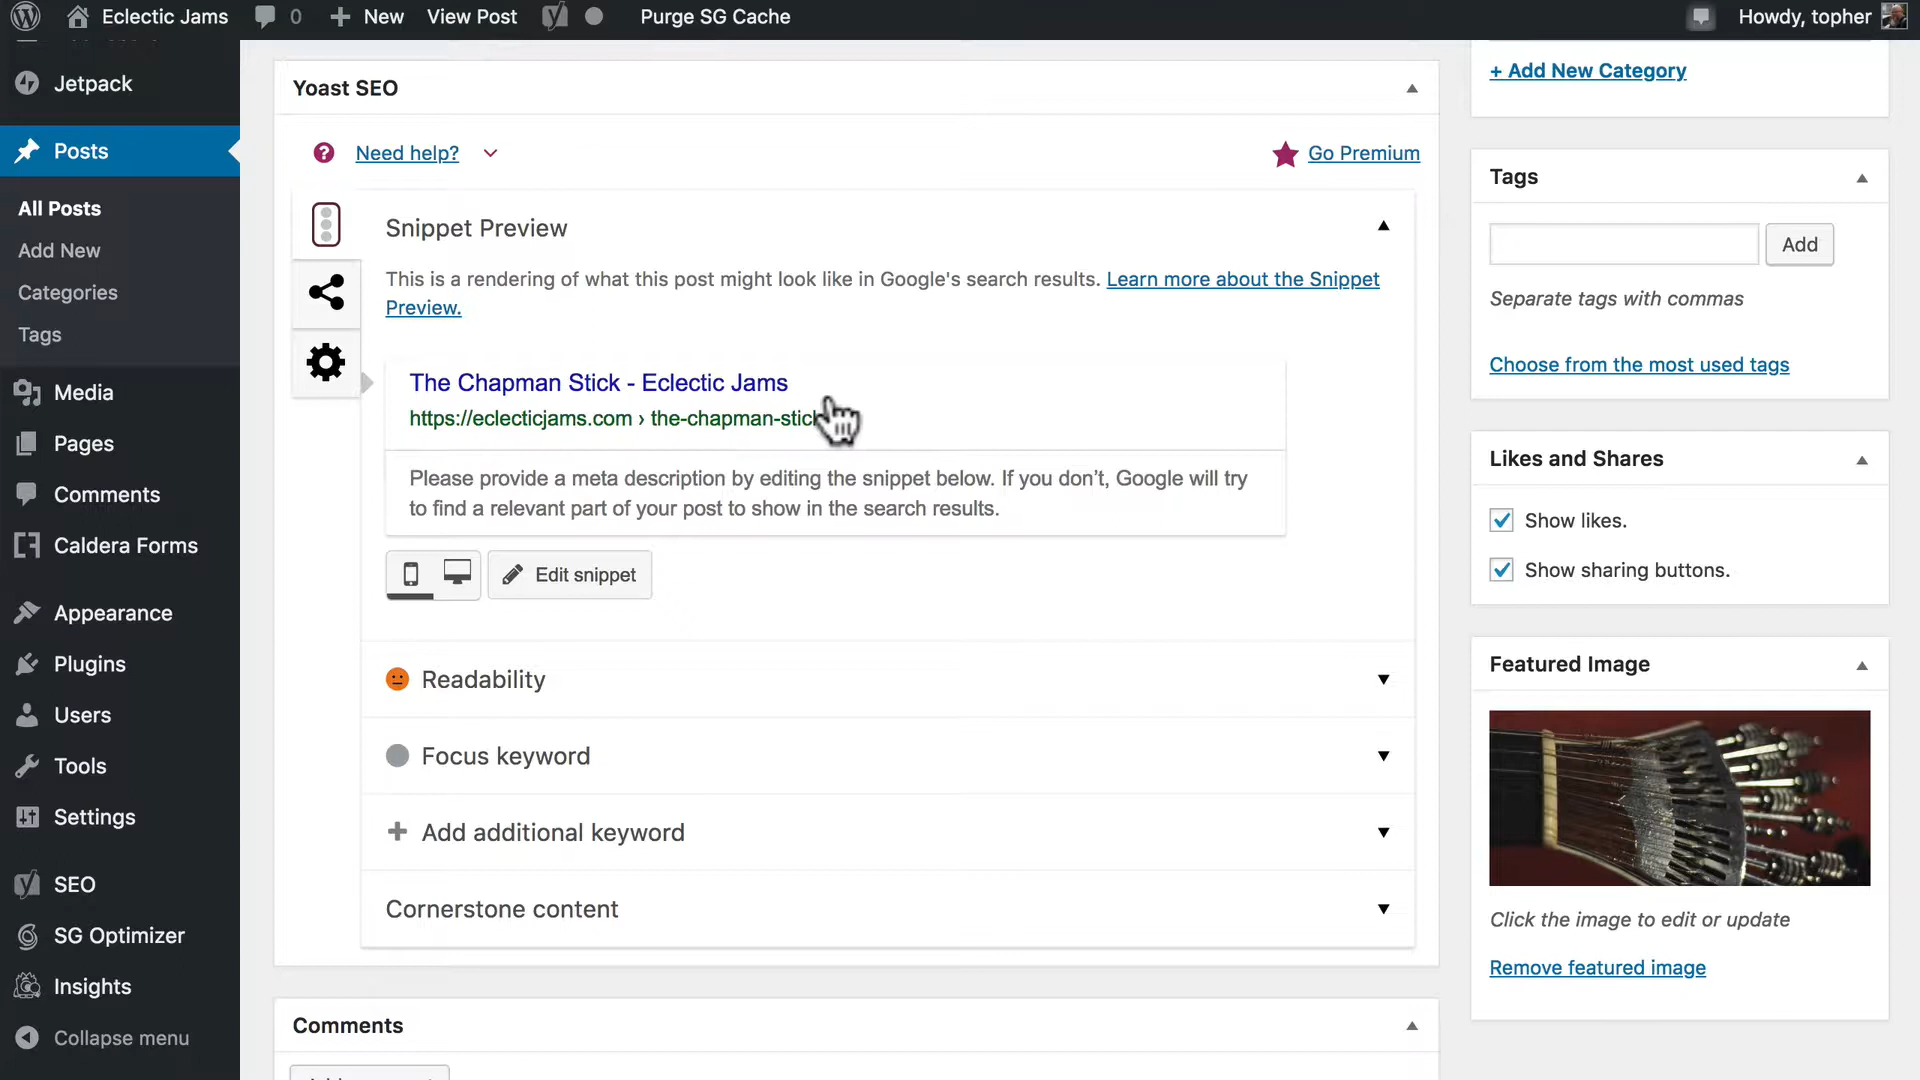 Eclectic Jams 0 New View Post Purge SG Cache Howdy, topher
Jetpack
Posts
All Posts
Add New
Categories
Tags
Media
Pages
Comments
Caldera Forms
Appearance
Plugins
Users
Tools
Settings
SEO
SG Optimizer
Insights
Collapse menu
Yoast SEO
Need help?
Go Premium
Snippet Preview
This is a rendering of what this post might look like in Google's search results. Learn more about the Snippet
Preview.
The Chapman Stick - Eclectic Jams
https://eclecticjams.com › the-chapman-stick
Please provide a meta description by editing the snippet below. If you don’t, Google will try
to find a relevant part of your post to show in the search results.
Edit snippet
Readability
Focus keyword
Add additional keyword
Cornerstone content
Comments
+ Add New Category
Tags
Add
Separate tags with commas
Choose from the most used tags
Likes and Shares
Show likes.
Show sharing buttons.
Featured Image
Click the image to edit or update
Remove featured image